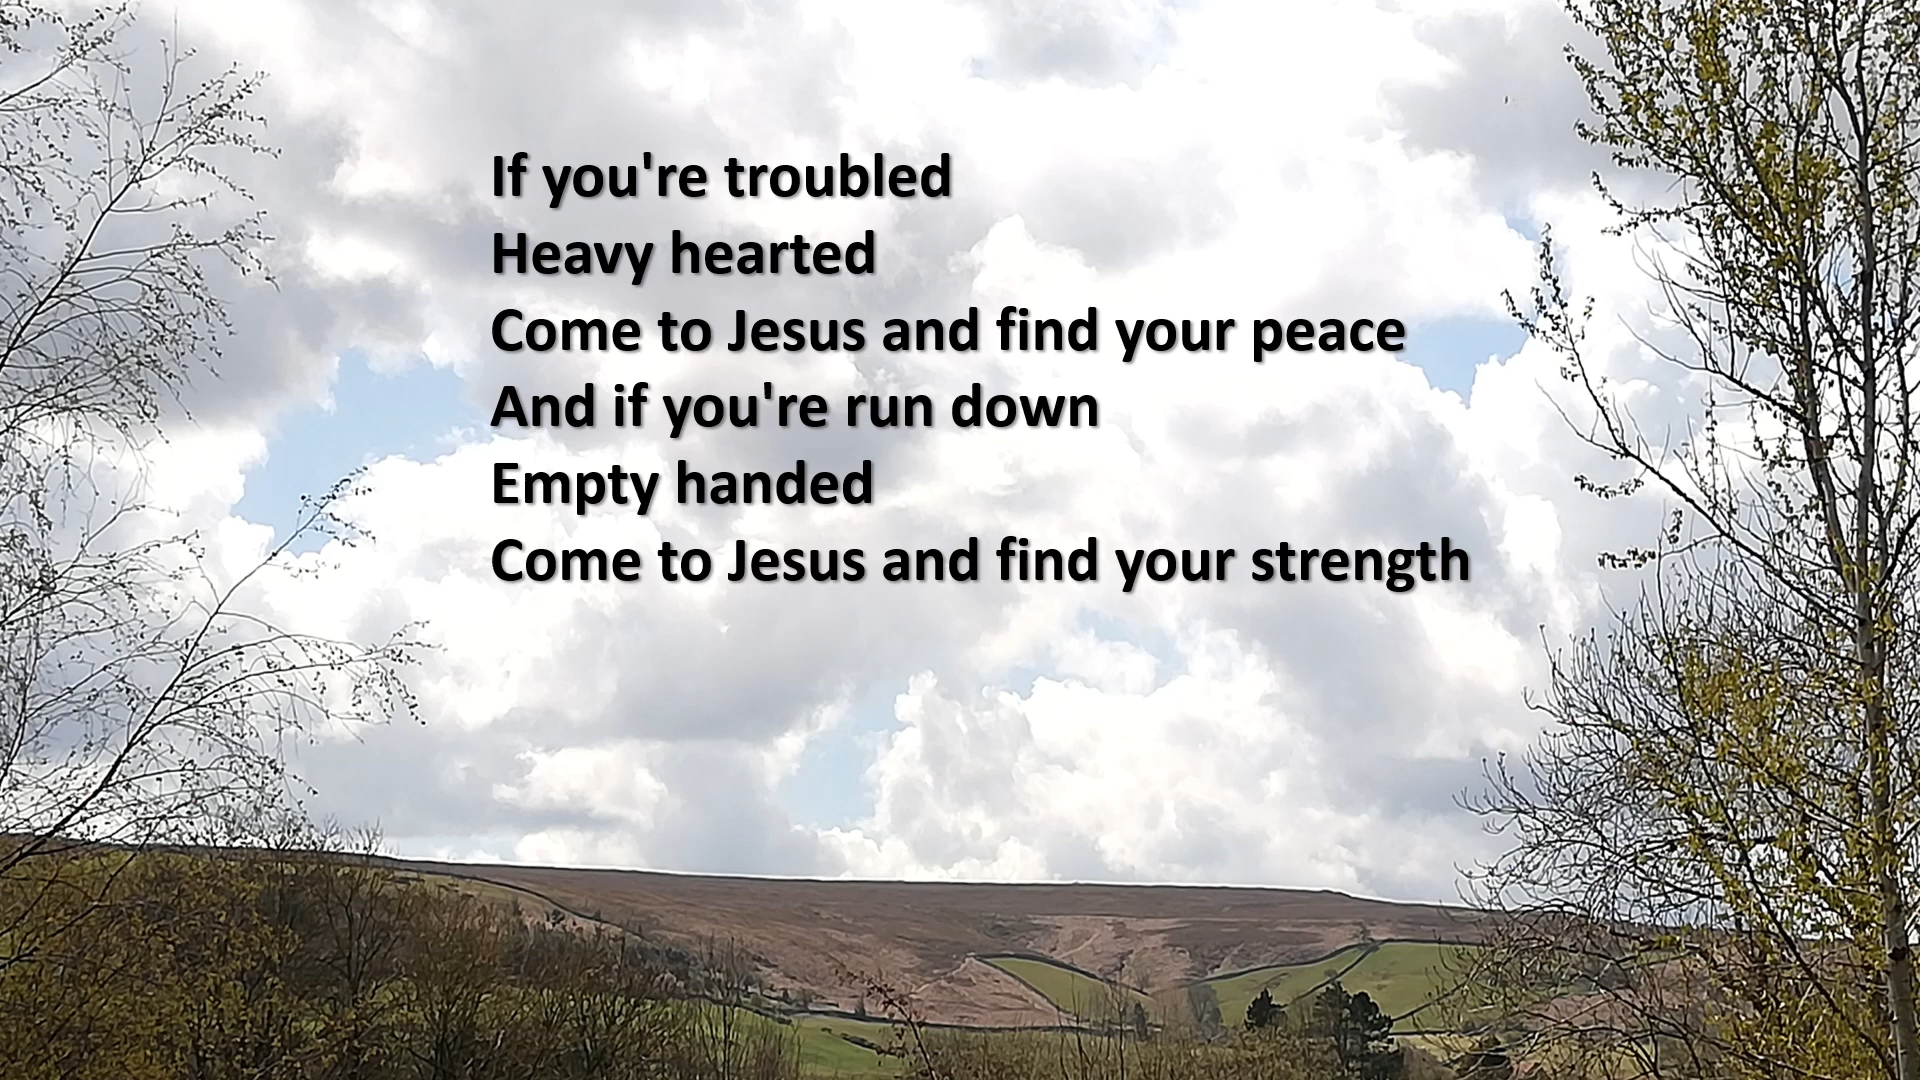 If you're troubled
Heavy hearted
Come to Jesus and find your peace
And if you're run down
Empty handed
Come to Jesus and find your strength